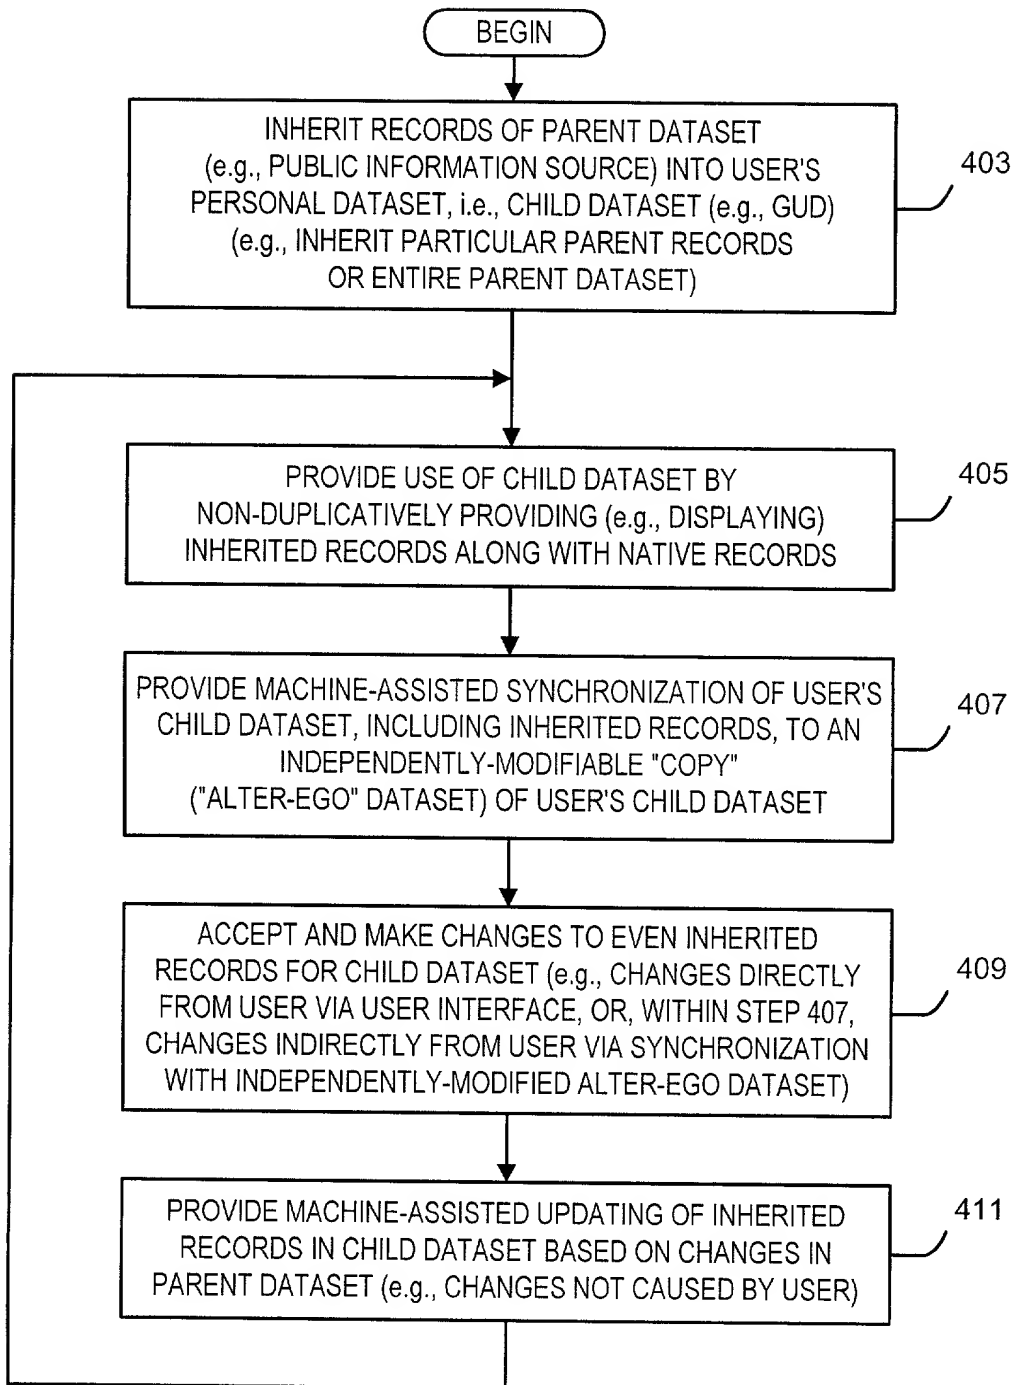 BEGIN
INHERIT RECORDS OF PARENT DATASET
(e.g., PUBLIC INFORMATION SOURCE) INTO USER'S
PERSONAL DATASET, i.e., CHILD DATASET (e.g., GUD)
(e.g., INHERIT PARTICULAR PARENT RECORDS
OR ENTIRE PARENT DATASET)
403
PROVIDE USE OF CHILD DATASET BY
NON-DUPLICATIVELY PROVIDING (e.g., DISPLAYING)
INHERITED RECORDS ALONG WITH NATIVE RECORDS
405
PROVIDE MACHINE-ASSISTED SYNCHRONIZATION OF USER'S
CHILD DATASET, INCLUDING INHERITED RECORDS, TO AN
INDEPENDENTLY-MODIFIABLE "COPY"
("ALTER-EGO" DATASET) OF USER'S CHILD DATASET
407
ACCEPT AND MAKE CHANGES TO EVEN INHERITED
RECORDS FOR CHILD DATASET (e.g., CHANGES DIRECTLY
FROM USER VIA USER INTERFACE, OR, WITHIN STEP 407,
CHANGES INDIRECTLY FROM USER VIA SYNCHRONIZATION
WITH INDEPENDENTLY-MODIFIED ALTER-EGO DATASET)
409
PROVIDE MACHINE-ASSISTED UPDATING OF INHERITED
RECORDS IN CHILD DATASET BASED ON CHANGES IN
PARENT DATASET (e.g., CHANGES NOT CAUSED BY USER)
411